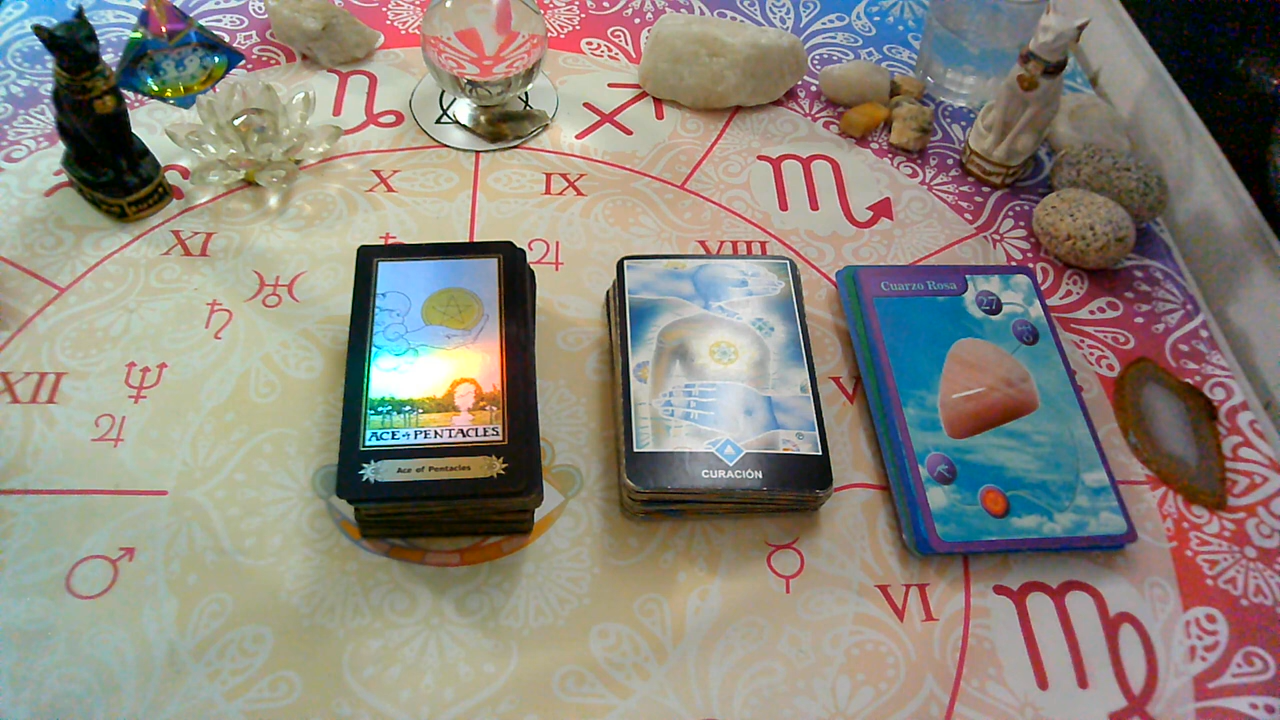 X
IX
XI
VIII
XII
V
VI
ACE of PENTACLES
Ace of Pentacles
CURACIÓN
Cuarzo Rosa
27